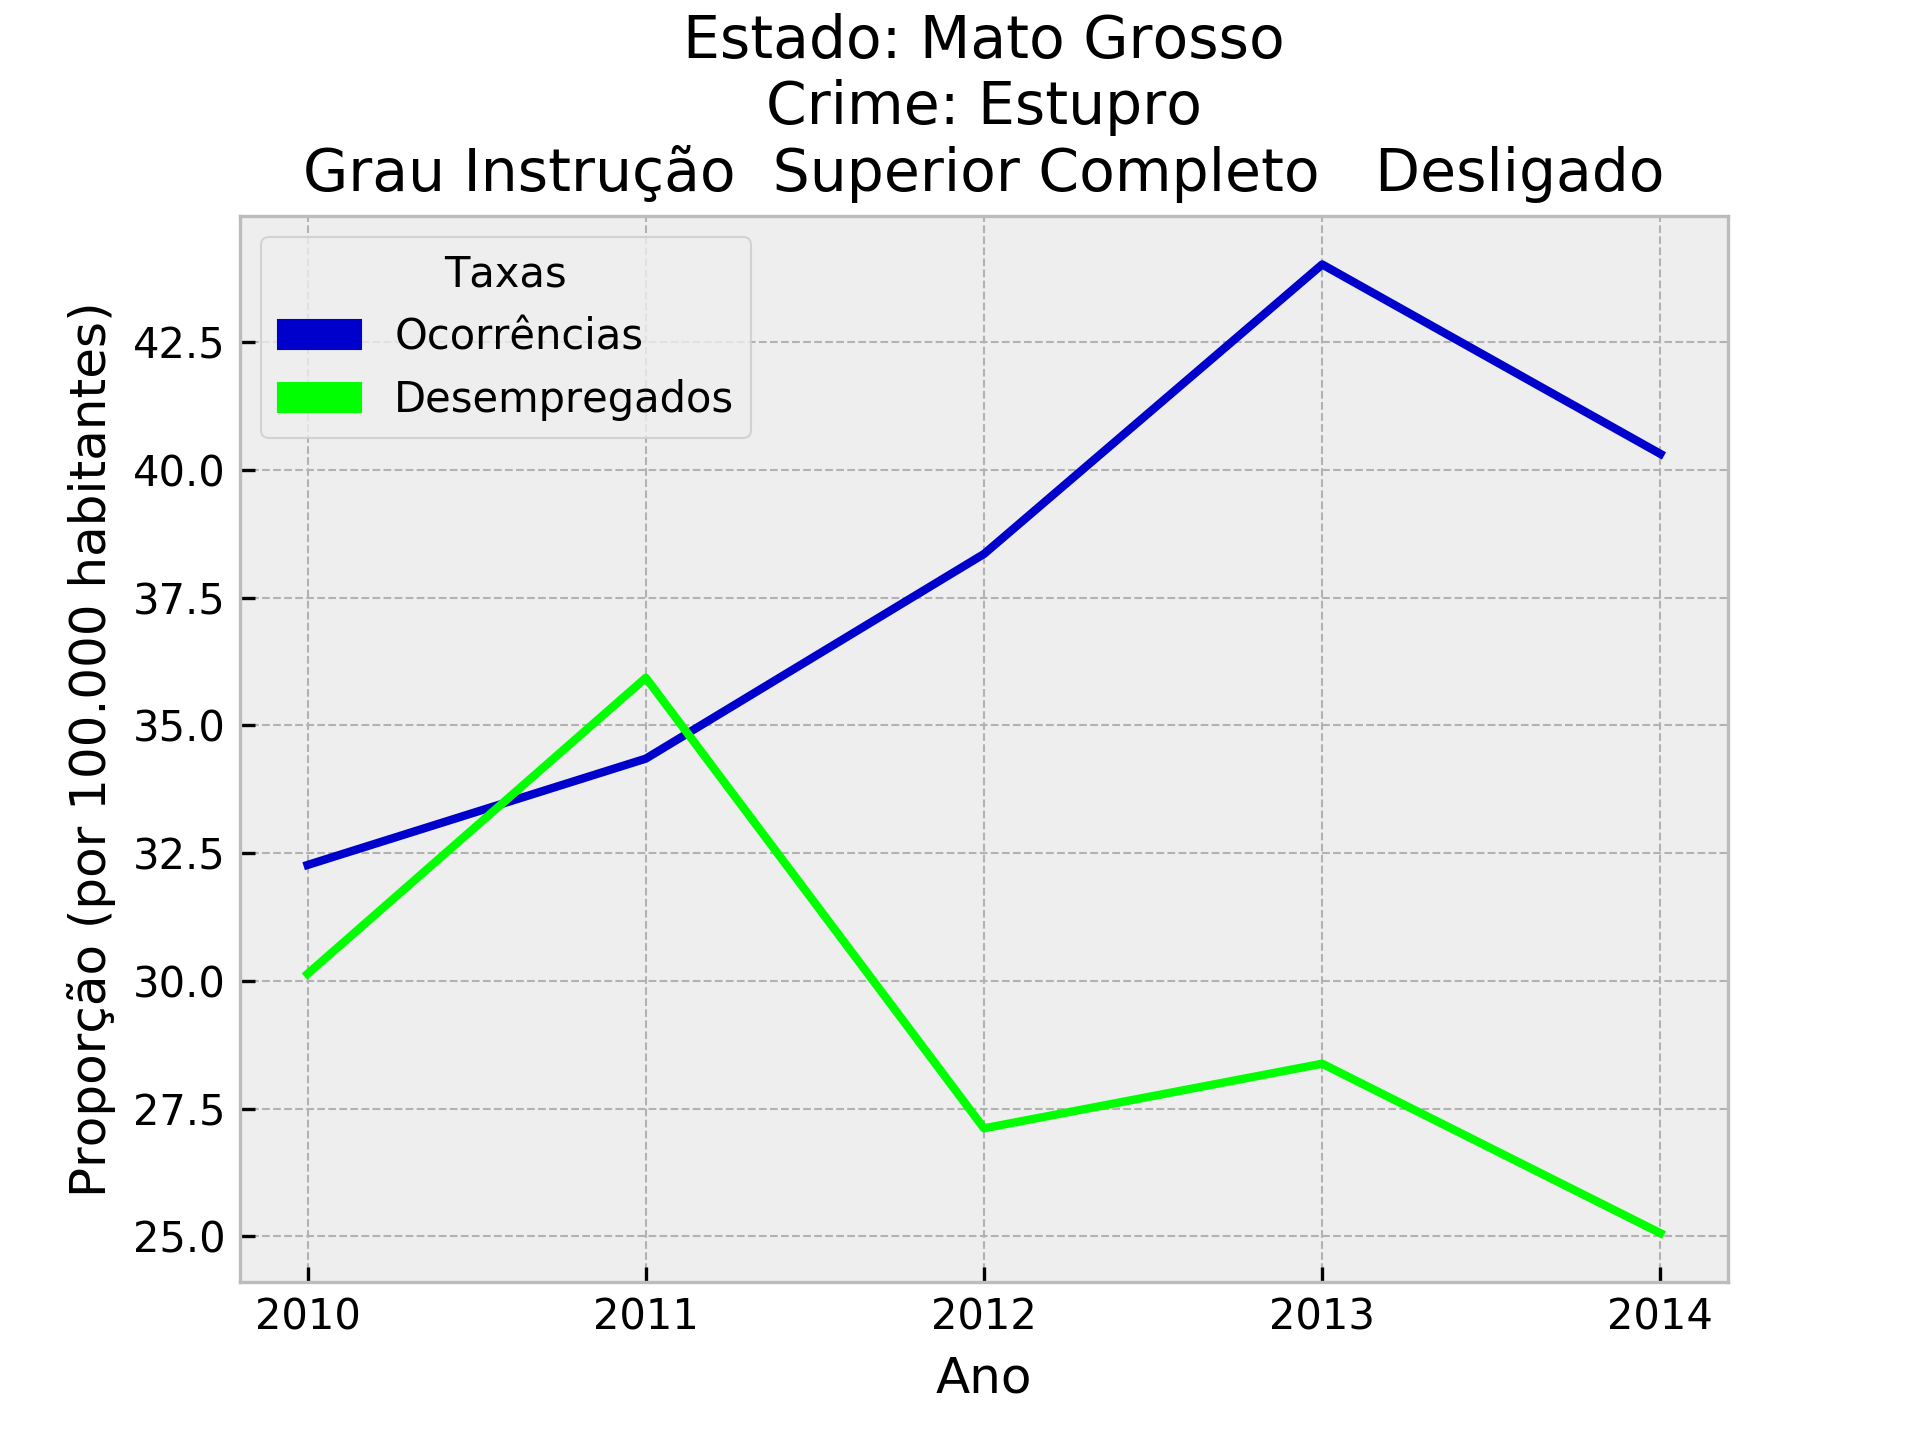 Estado: Mato Grosso
Crime: Estupro
Grau Instrução  Superior Completo   Desligado
Taxas
Ocorrências
Desempregados
Proporção (por 100.000 habitantes)
42.5
40.0
37.5
35.0
32.5
30.0
27.5
25.0
2010 2011 2012 2013 2014
Ano